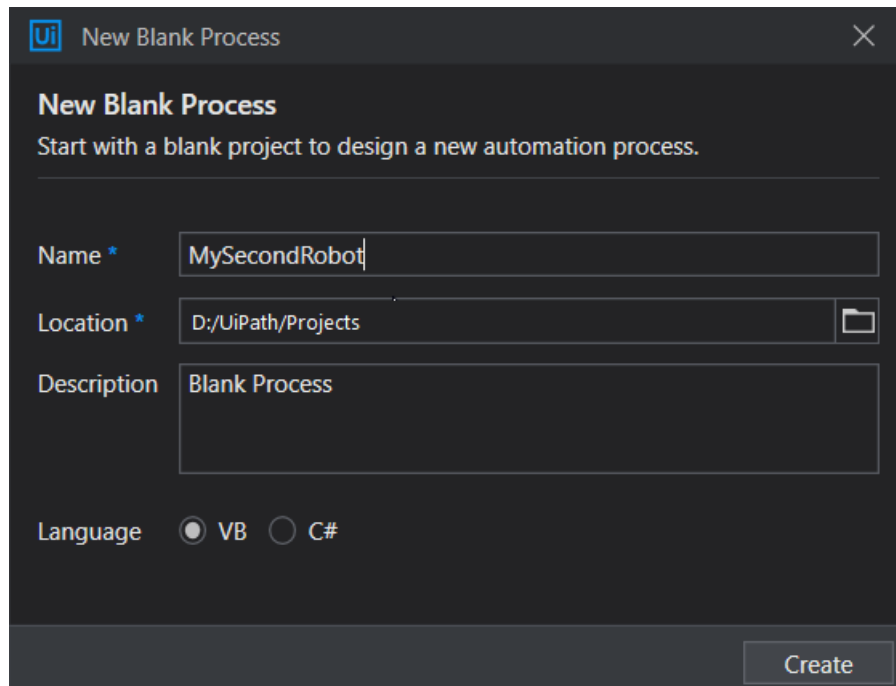 Ui New Blank Process
New Blank Process
Start with a blank project to design a new automation process.
Name * MySecondRobot
Location * D:/UiPath/Projects
Description Blank Process
Language VB C#
Create